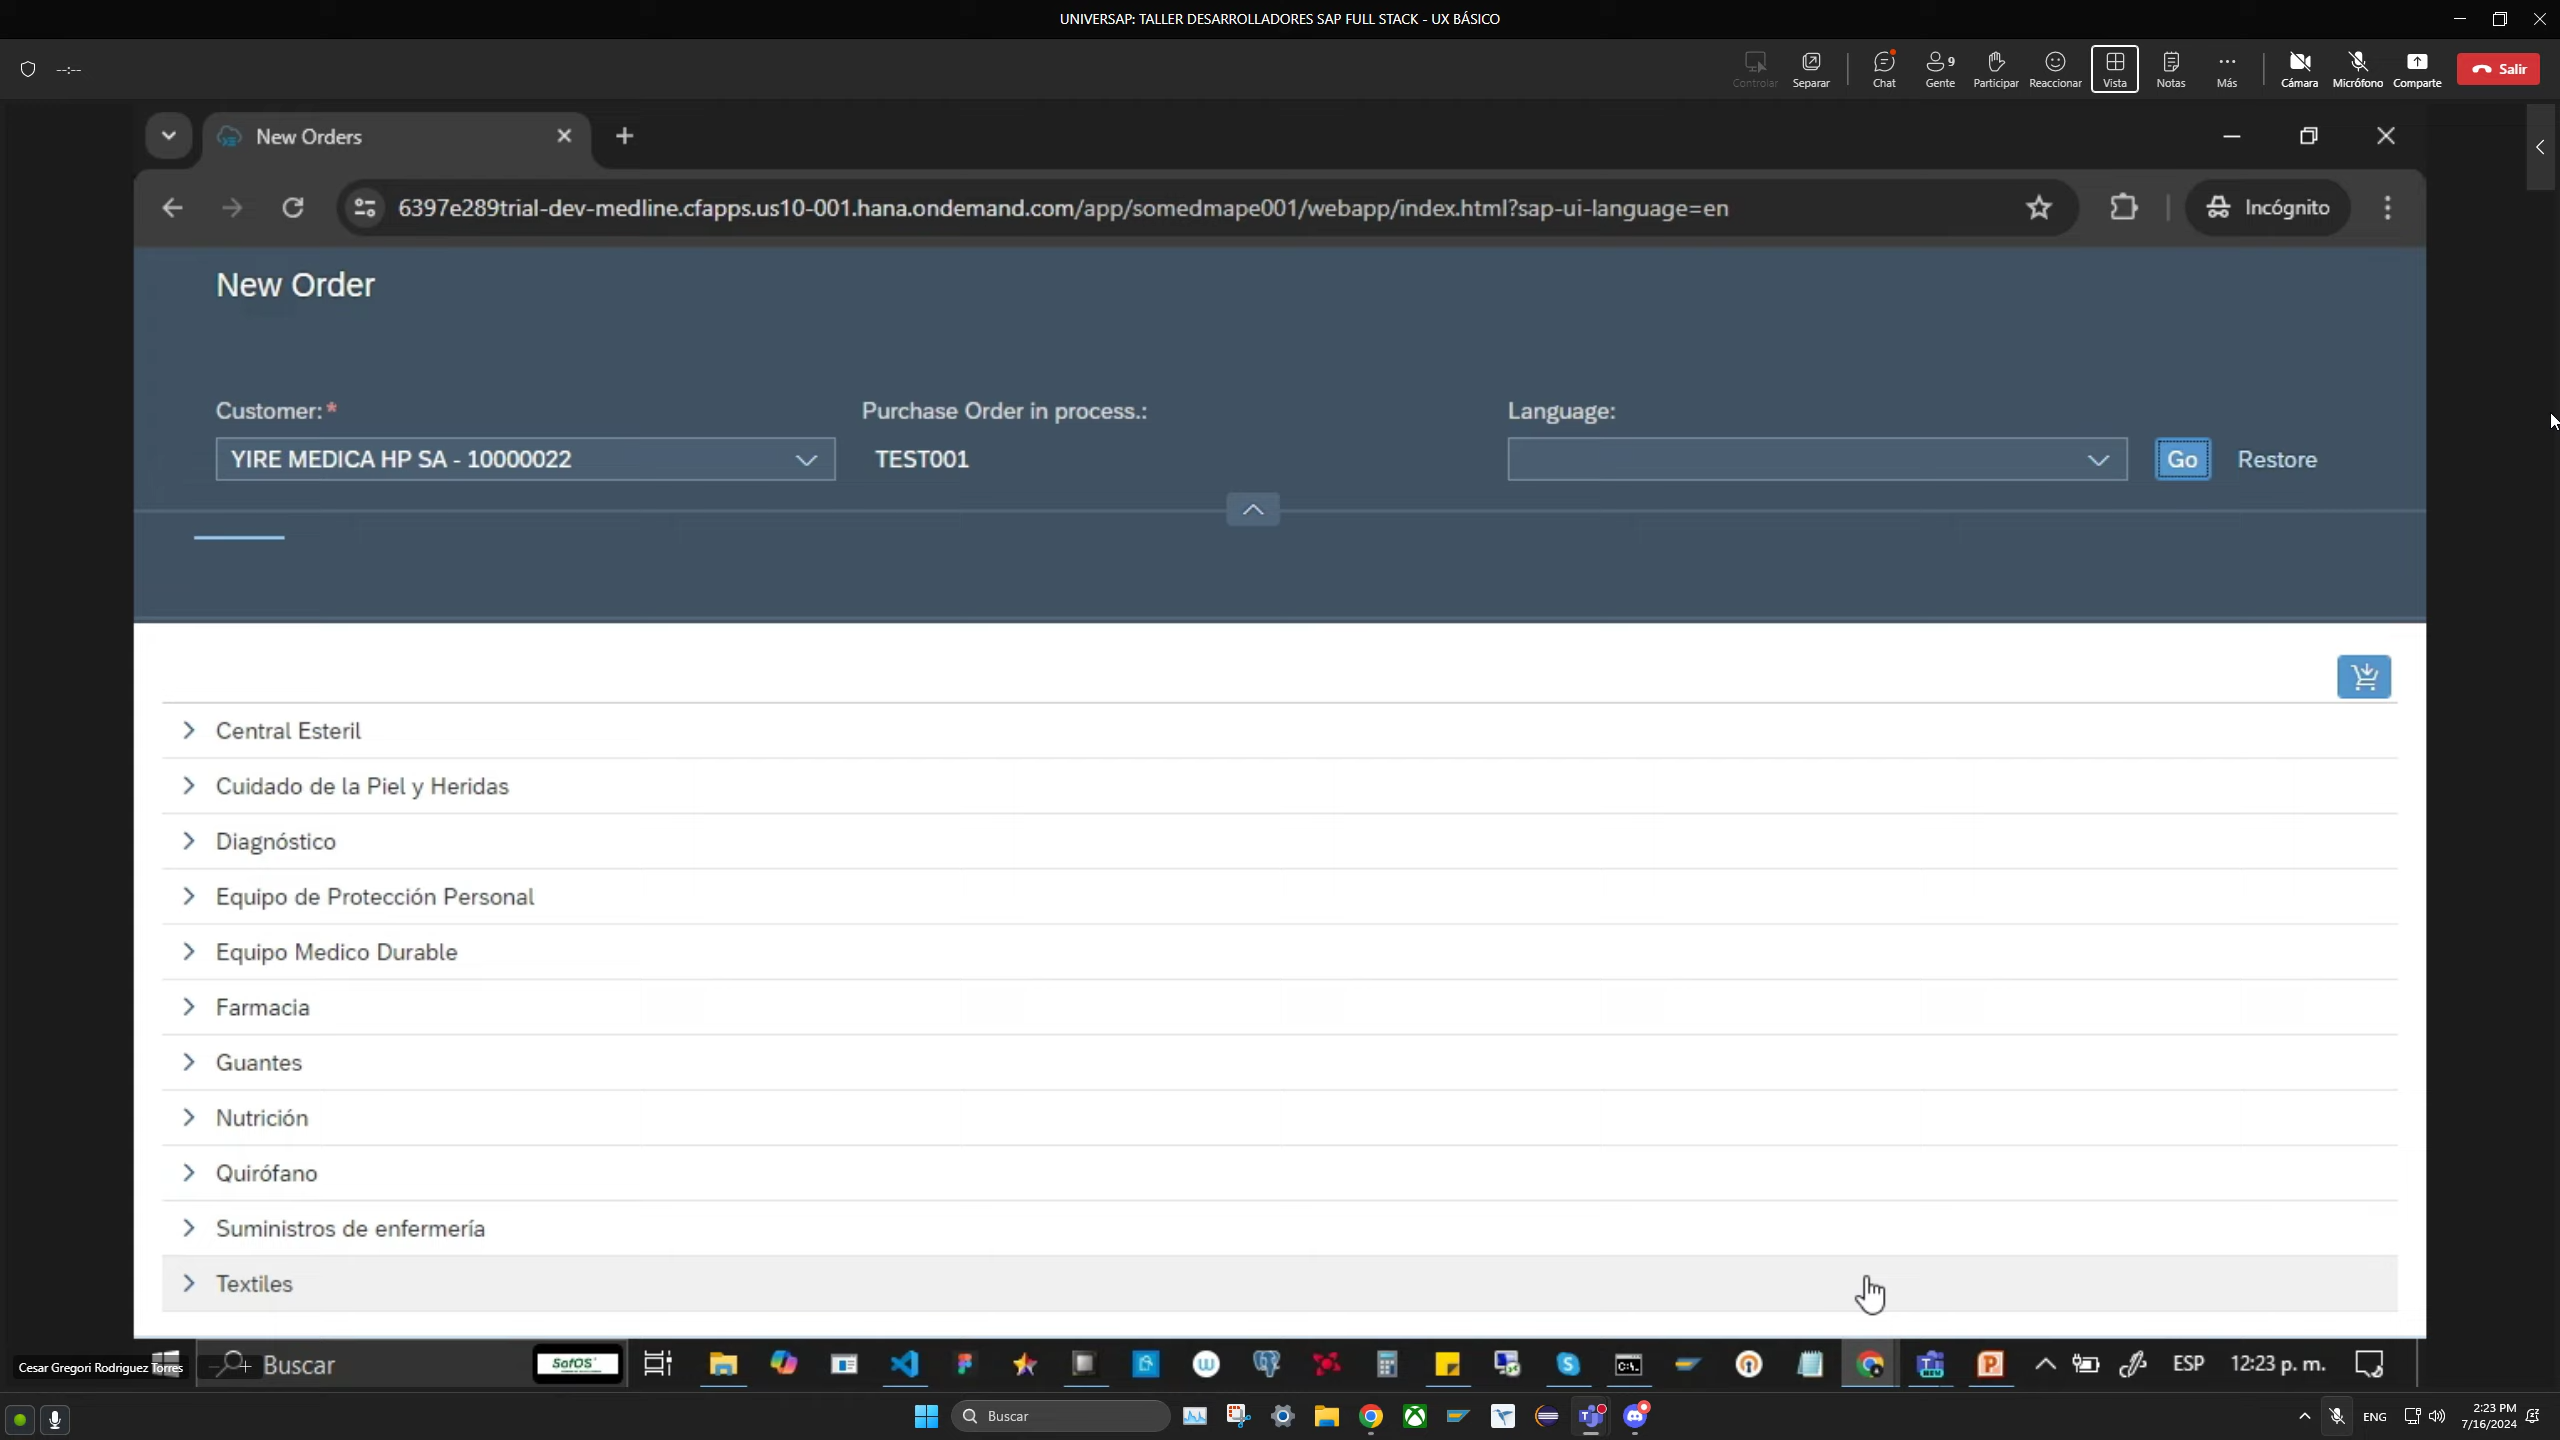 UNIVERSAP: TALLER DESARROLLADORES SAP FULL STACK - UX BÁSICO
--:--
Controlar
Separar
Chat
9
Gente
Participar
Reaccionar
Vista
Notas
Más
Cámara
Micrófono
Comparte
Salir
New Orders
6397e289trial-dev-medline.cfapps.us10-001.hana.ondemand.com/app/somedmape001/webapp/index.html?sap-ui-language=en
Incógnito
New Order
Customer:*
Purchase Order in process.:
Language:
YIRE MEDICA HP SA - 10000022
TEST001
Go
Restore
Central Esteril
Cuidado de la Piel y Heridas
Diagnóstico
Equipo de Protección Personal
Equipo Medico Durable
Farmacia
Guantes
Nutrición
Quirófano
Suministros de enfermería
Textiles
Cesar Gregori Rodriguez Torres
Buscar
SafOS
ESP
12:23 p. m.
Buscar
ENG
2:23 PM
7/16/2024